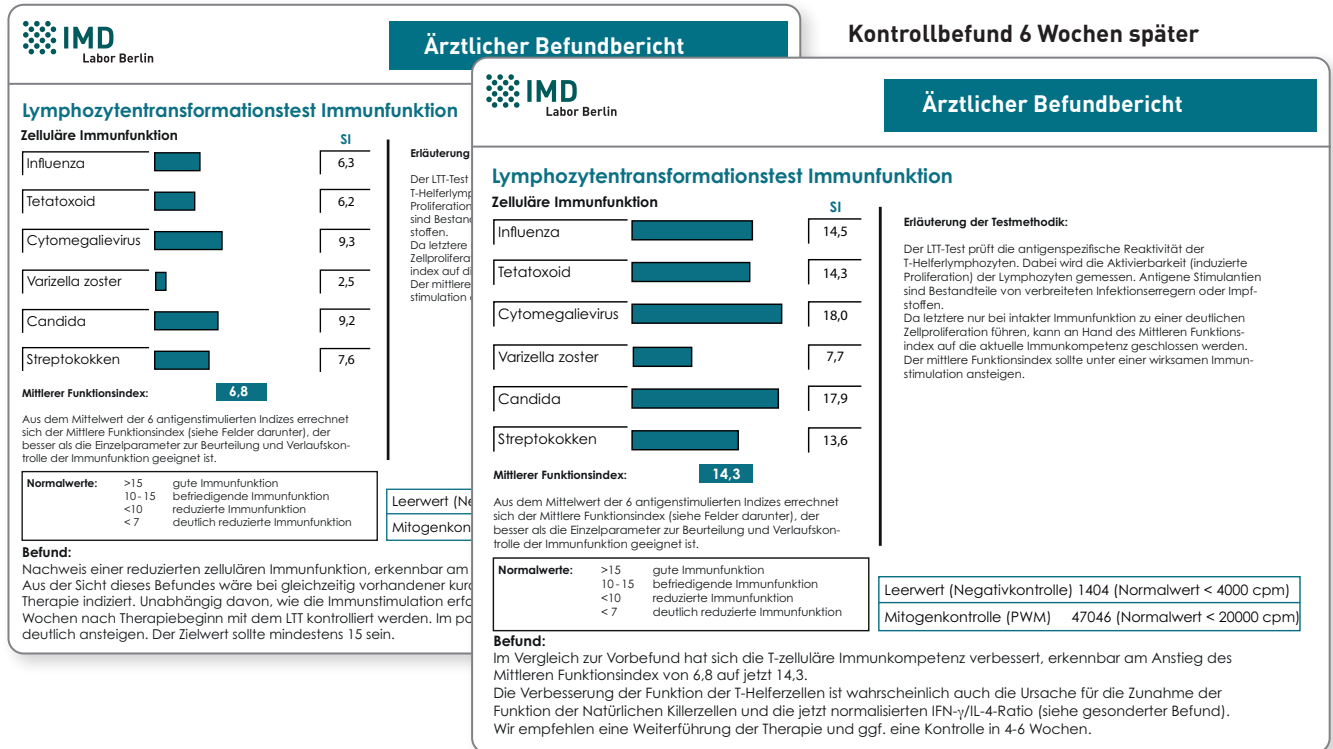 IMD
Labor Berlin
Ärztlicher Befundbericht
Lymphozytentransformationstest Immunfunktion
Zelluläre Immunfunktion
SI
Influenza 6,3
Tetatoxoid 6,2
Cytomegalievirus 9,3
Varizella zoster 2,5
Candida 9,2
Streptokokken 7,6
Mittlerer Funktionsindex: 6,8
Aus dem Mittelwert der 6 antigenstimulierten Indizes errechnet
sich der Mittlere Funktionsindex (siehe Felder darunter), der
besser als die Einzelparameter zur Beurteilung und Verlaufskon-
trolle der Immunfunktion geeignet ist.
Erläuterung
Der LTT-Test
T-Helferlymp
Proliferation
sind Bestan
stoffen.
Da letztere
Zellprolifera
index auf di
Der mittlere
stimulation
Normalwerte: >15 gute Immunfunktion
10-15 befriedigende Immunfunktion
<10 reduzierte Immunfunktion
< 7 deutlich reduzierte Immunfunktion
Leerwert (Ne
Mitogenkon
Befund:
Nachweis einer reduzierten zellulären Immunfunktion, erkennbar am
Aus der Sicht dieses Befundes wäre bei gleichzeitig vorhandener kur
Therapie indiziert. Unabhängig davon, wie die Immunstimulation erfo
Wochen nach Therapiebeginn mit dem LTT kontrolliert werden. Im po
deutlich ansteigen. Der Zielwert sollte mindestens 15 sein.
Kontrollbefund 6 Wochen später
IMD
Labor Berlin
Ärztlicher Befundbericht
Lymphozytentransformationstest Immunfunktion
Zelluläre Immunfunktion
SI
Influenza 14,5
Tetatoxoid 14,3
Cytomegalievirus 18,0
Varizella zoster 7,7
Candida 17,9
Streptokokken 13,6
Mittlerer Funktionsindex: 14,3
Aus dem Mittelwert der 6 antigenstimulierten Indizes errechnet
sich der Mittlere Funktionsindex (siehe Felder darunter), der
besser als die Einzelparameter zur Beurteilung und Verlaufskon-
trolle der Immunfunktion geeignet ist.
Erläuterung der Testmethodik:
Der LTT-Test prüft die antigenspezifische Reaktivität der
T-Helferlymphozyten. Dabei wird die Aktivierbarkeit (induzierte
Proliferation) der Lymphozyten gemessen. Antigene Stimulantien
sind Bestandteile von verbreiteten Infektionserregern oder Impf-
stoffen.
Da letztere nur bei intakter Immunfunktion zu einer deutlichen
Zellproliferation führen, kann an Hand des Mittleren Funktions-
index auf die aktuelle Immunkompetenz geschlossen werden.
Der mittlere Funktionsindex sollte unter einer wirksamen Immun-
stimulation ansteigen.
Normalwerte: >15 gute Immunfunktion
10-15 befriedigende Immunfunktion
<10 reduzierte Immunfunktion
< 7 deutlich reduzierte Immunfunktion
Leerwert (Negativkontrolle) 1404 (Normalwert < 4000 cpm)
Mitogenkontrolle (PWM) 47046 (Normalwert < 20000 cpm)
Befund:
Im Vergleich zur Vorbefund hat sich die T-zelluläre Immunkompetenz verbessert, erkennbar am Anstieg des
Mittleren Funktionsindex von 6,8 auf jetzt 14,3.
Die Verbesserung der Funktion der T-Helferzellen ist wahrscheinlich auch die Ursache für die Zunahme der
Funktion der Natürlichen Killerzellen und die jetzt normalisierten IFN-γ/IL-4-Ratio (siehe gesonderter Befund).
Wir empfehlen eine Weiterführung der Therapie und ggf. eine Kontrolle in 4-6 Wochen.